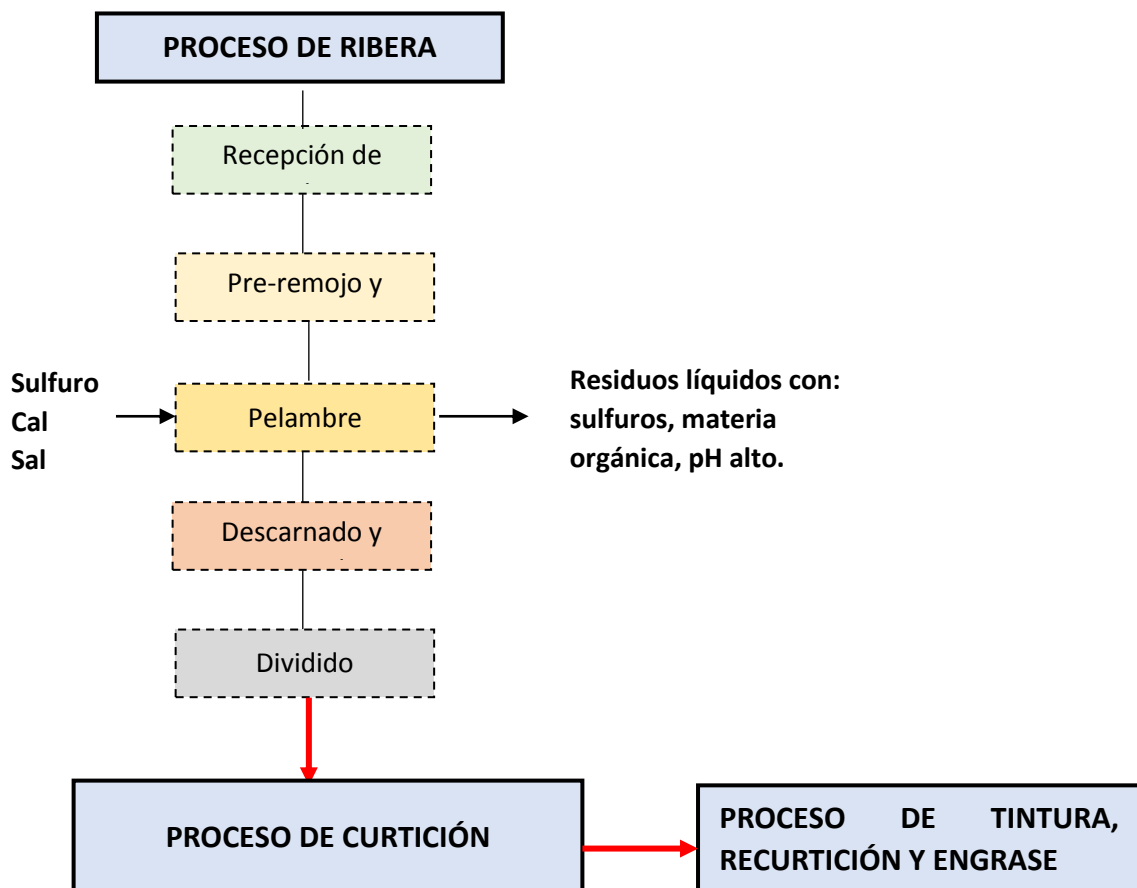 PROCESO DE RIBERA
Recepción de
Pre-remojo y
Sulfuro
Cal
Sal
Pelambre
Residuos líquidos con:
sulfuros, materia
orgánica, pH alto.
Descarnado y
Dividido
PROCESO DE CURTICIÓN
PROCESO DE TINTURA,
RECURTICIÓN Y ENGRASE